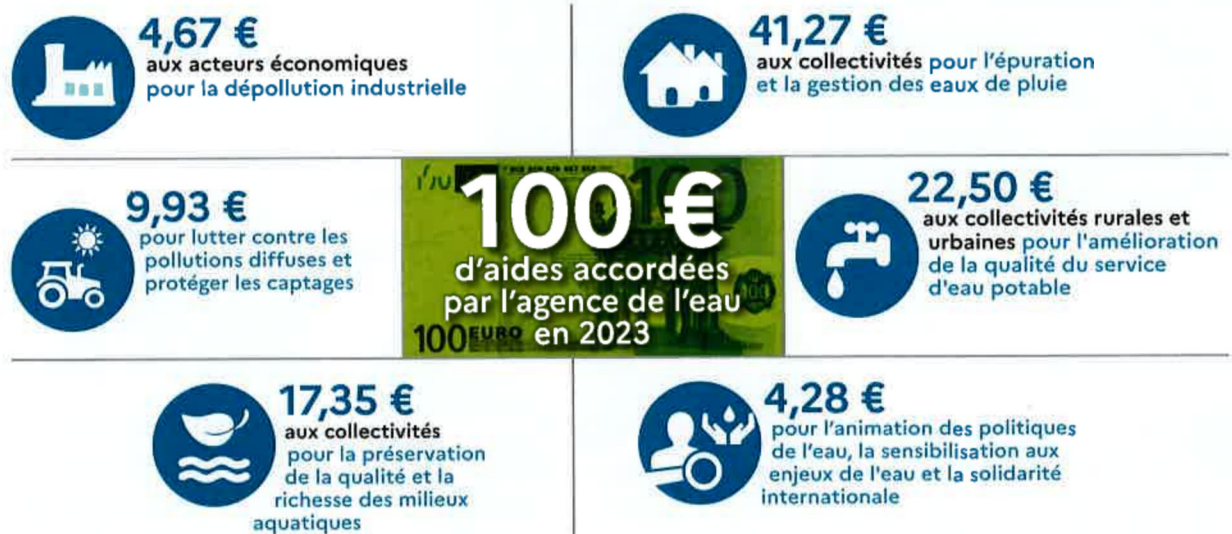 4,67 €
aux acteurs économiques
pour la dépollution industrielle
41,27 €
aux collectivités pour l'épuration
et la gestion des eaux de pluie
9,93 €
pour lutter contre les
pollutions diffuses et
protéger les captages
100 €
d'aides accordées
par l'agence de l'eau
en 2023
100 EURO
22,50 €
aux collectivités rurales et
urbaines pour l'amélioration
de la qualité du service
d'eau potable
17,35 €
aux collectivités
pour la préservation
de la qualité et la
richesse des milieux
aquatiques
4,28 €
pour l'animation des politiques
de l'eau, la sensibilisation aux
enjeux de l'eau et la solidarité
internationale